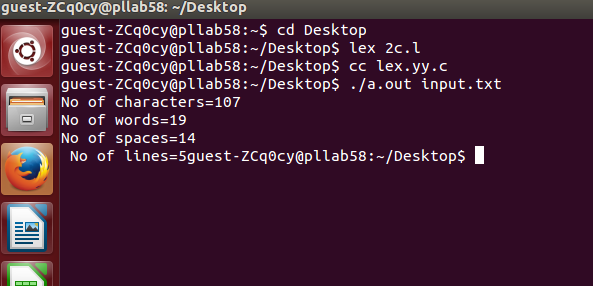 guest-ZCq0cy@pllab58: ~/Desktop
guest-ZCq0cy@pllab58:~$ cd Desktop
guest-ZCq0cy@pllab58:~/Desktop$ lex 2c.l
guest-ZCq0cy@pllab58:~/Desktop$ cc lex.yy.c
guest-ZCq0cy@pllab58:~/Desktop$ ./a.out input.txt
No of characters=107
No of words=19
No of spaces=14
 No of lines=5guest-ZCq0cy@pllab58:~/Desktop$